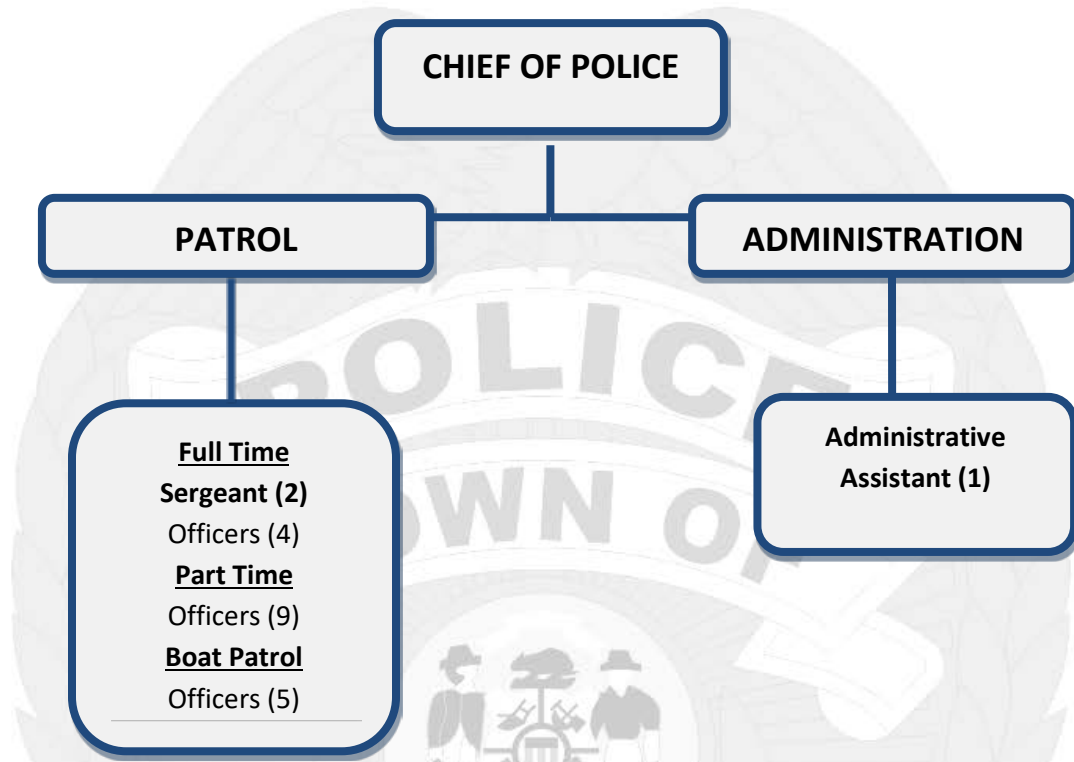 CHIEF OF POLICE
PATROL
ADMINISTRATION
POLICE
TOWN OF
Full Time
Sergeant (2)
Officers (4)
Part Time
Officers (9)
Boat Patrol
Officers (5)
Administrative
Assistant (1)